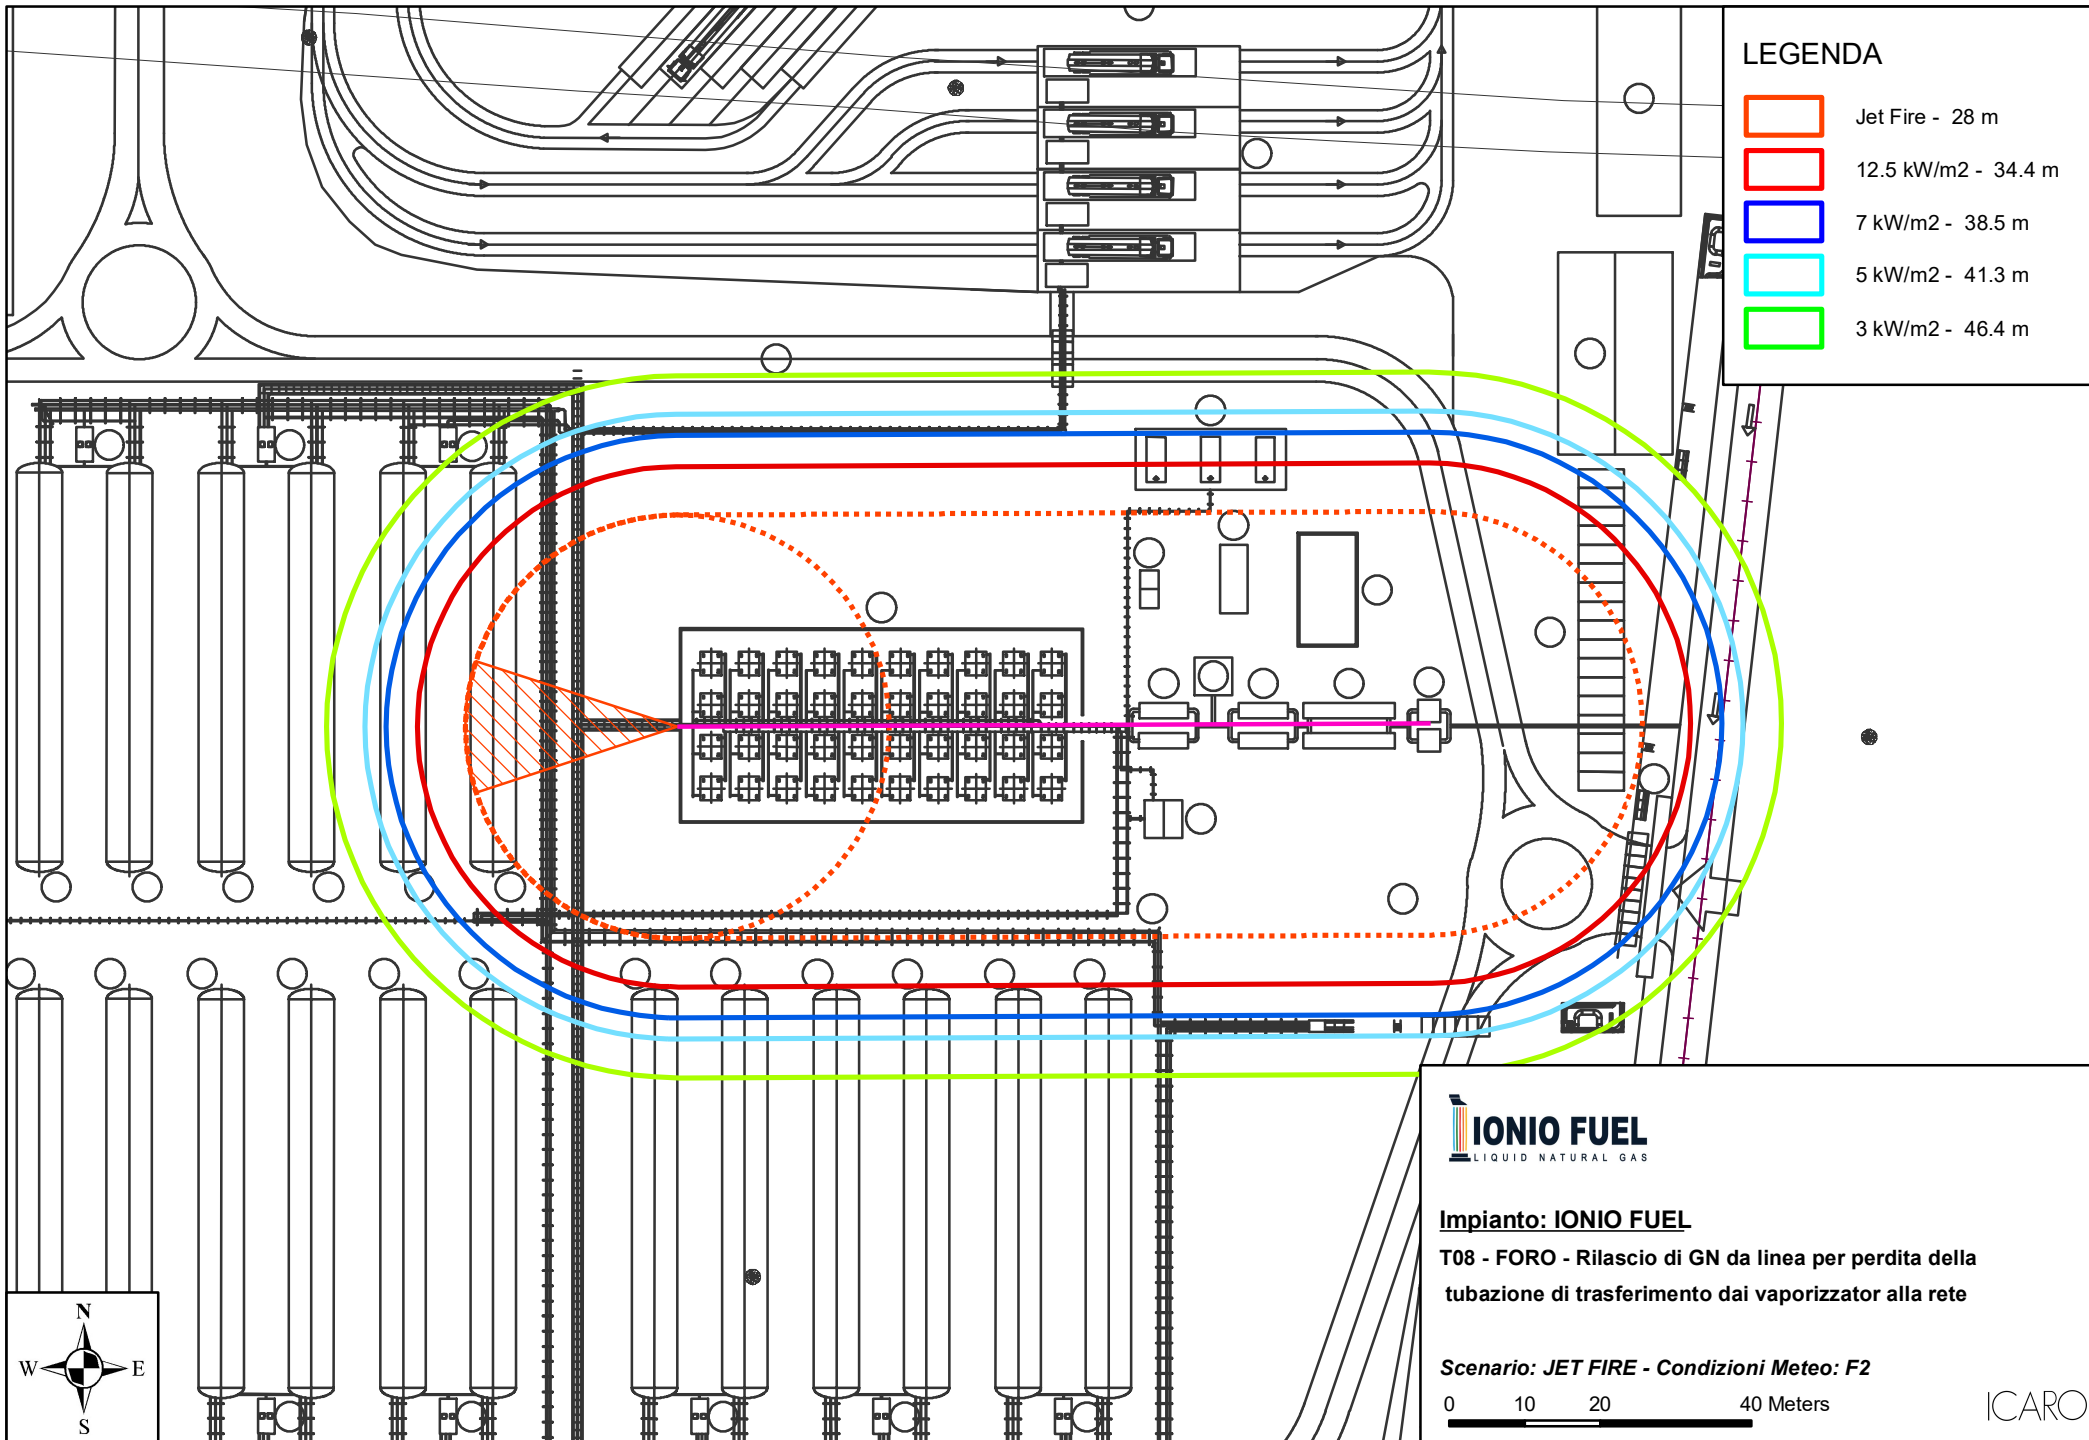 LEGENDA
Jet Fire - 28 m
12.5 kW/m2 - 34.4 m
7 kW/m2 - 38.5 m
5 kW/m2 - 41.3 m
3 kW/m2 - 46.4 m
IONIO FUEL
LIQUID NATURAL GAS
Impianto: IONIO FUEL
T08 - FORO - Rilascio di GN da linea per perdita della
tubazione di trasferimento dai vaporizzator alla rete
Scenario: JET FIRE - Condizioni Meteo: F2
0 10 20 40 Meters
ICARO
N
W E
S